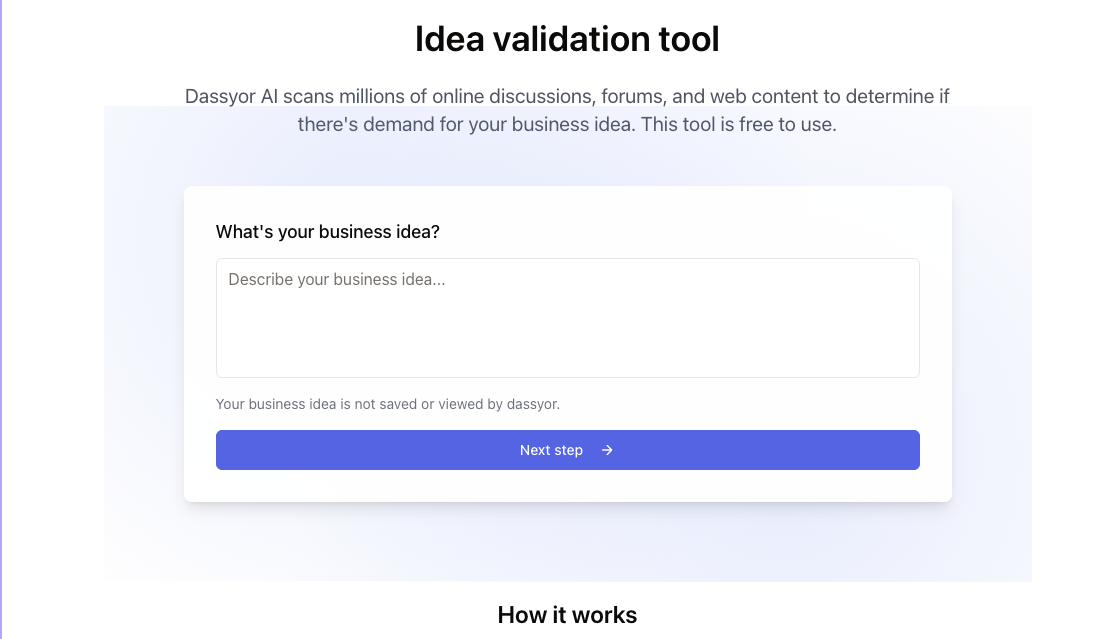 Idea validation tool
Dassyor AI scans millions of online discussions, forums, and web content to determine if
there's demand for your business idea. This tool is free to use.
What's your business idea?
Describe your business idea...
Your business idea is not saved or viewed by dassyor.
Next step →
How it works